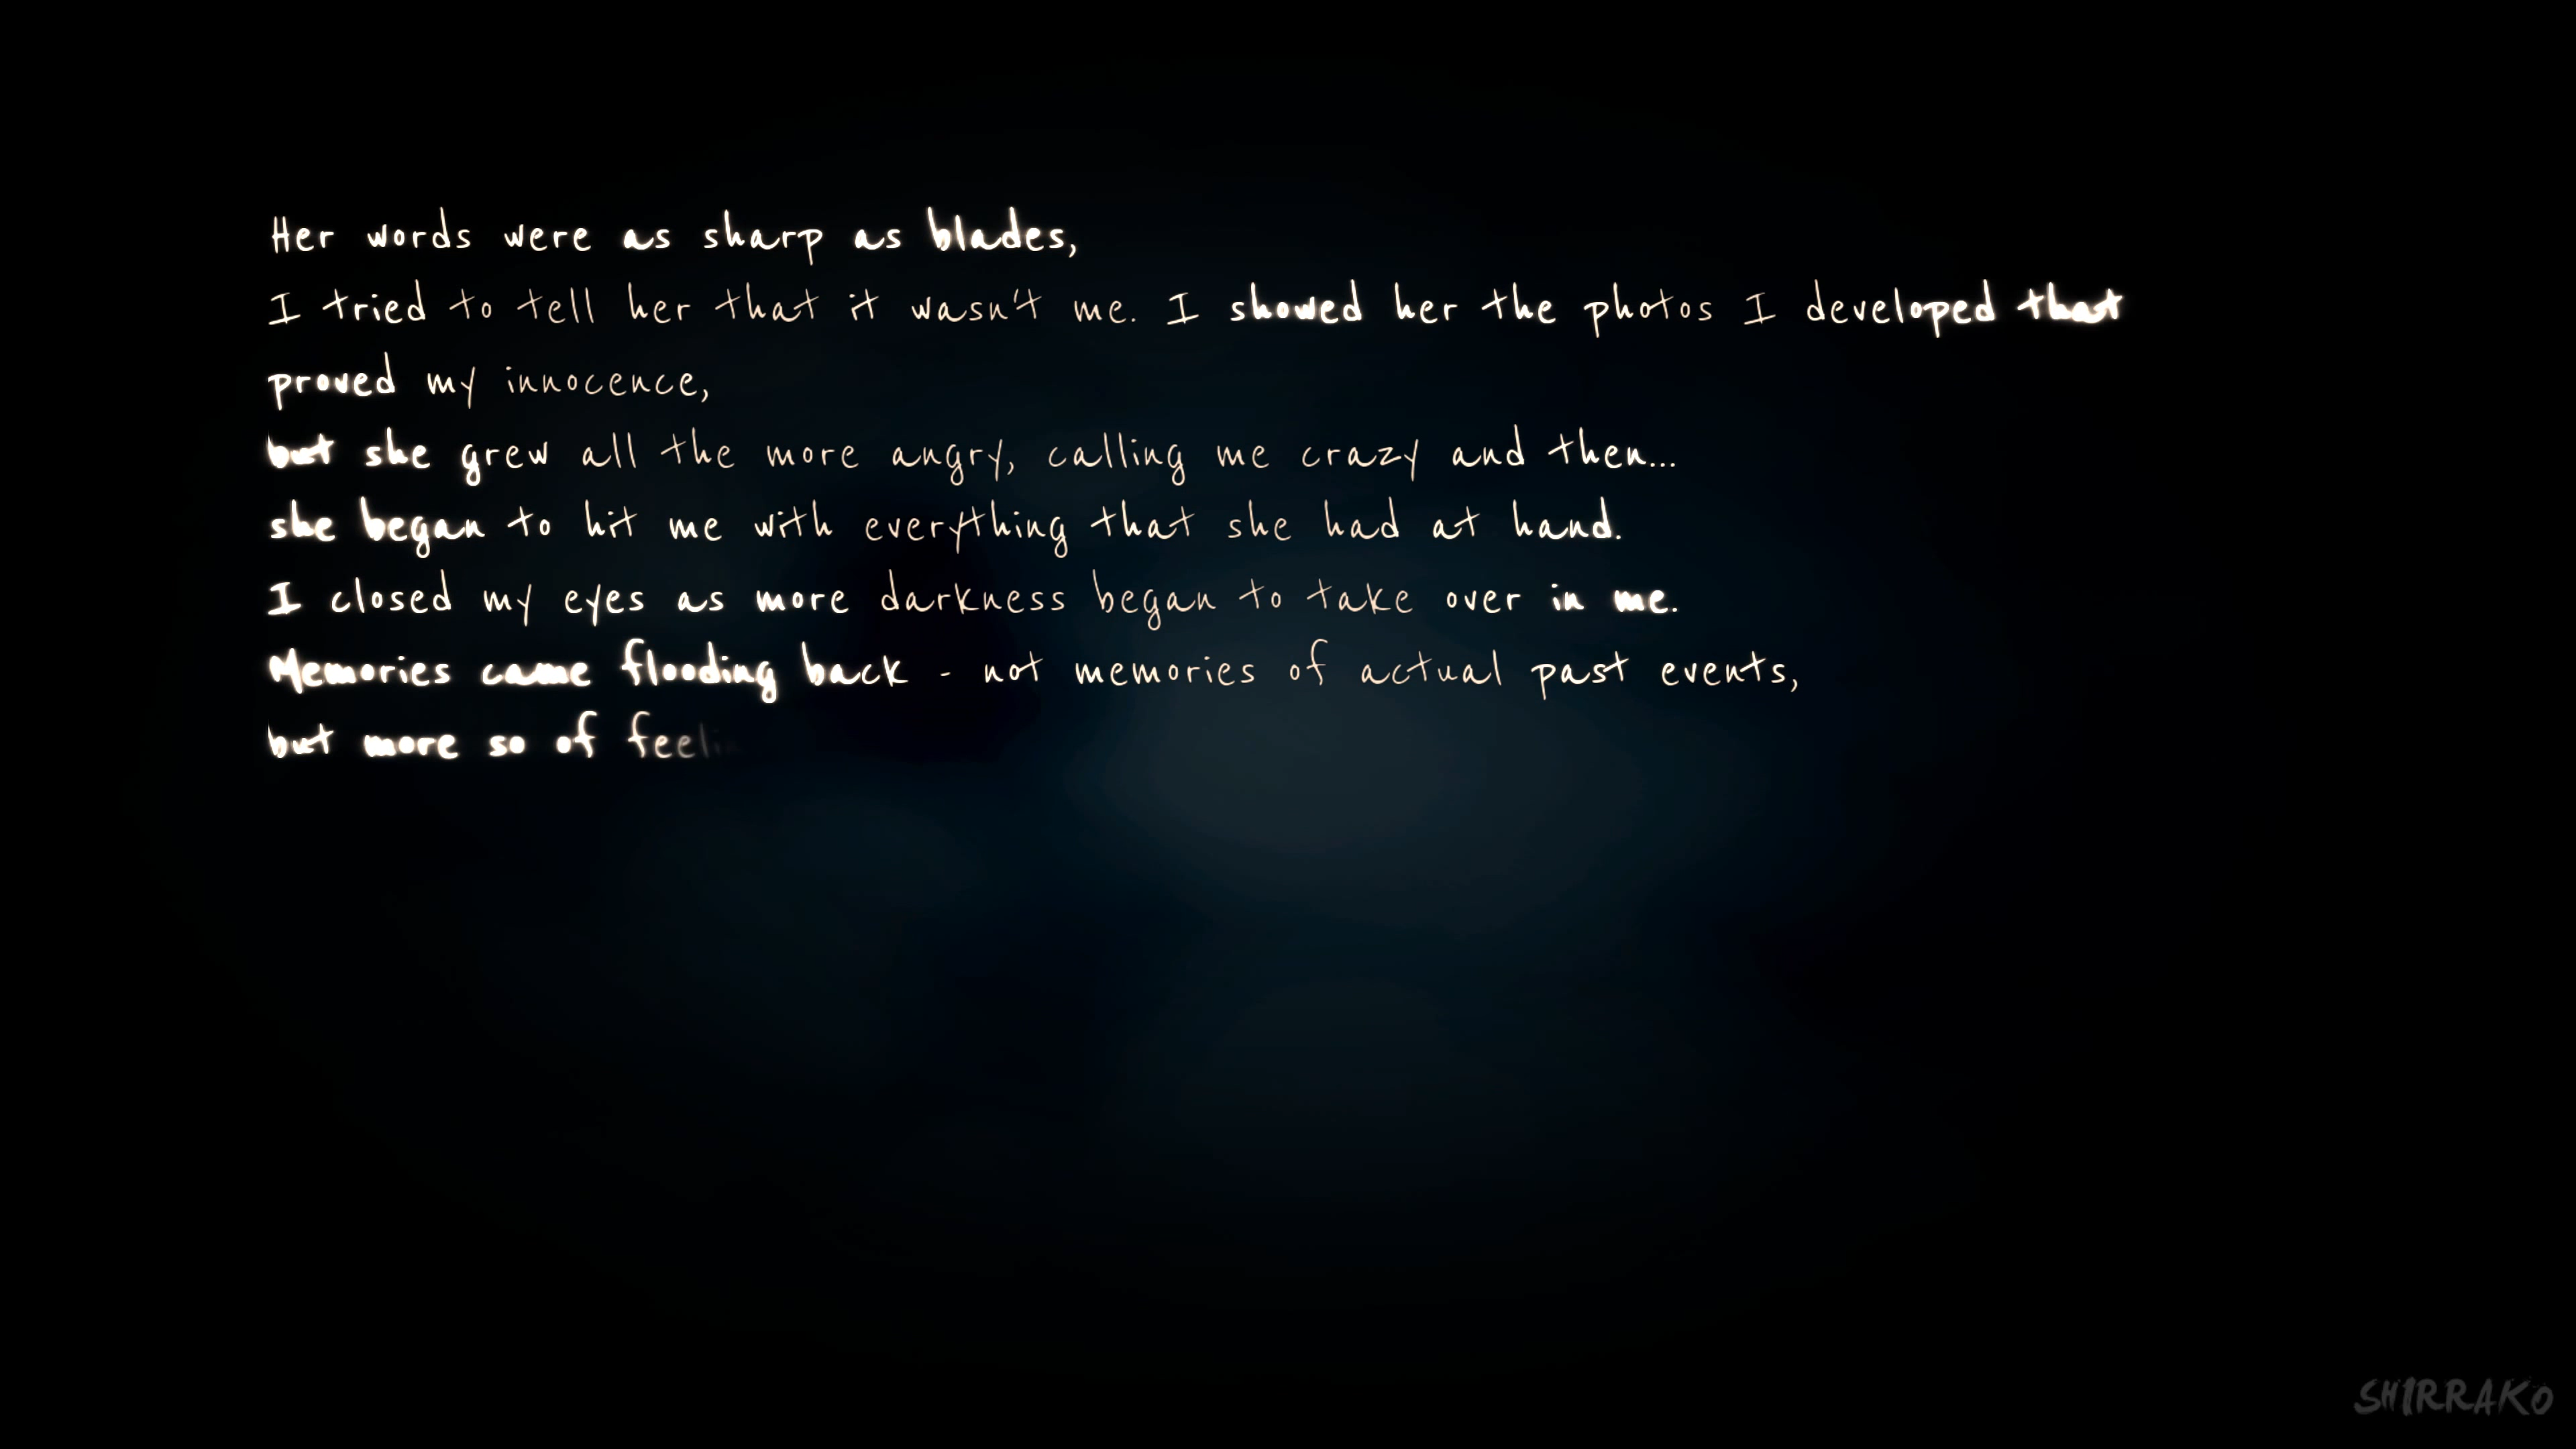 Her words were as sharp as blades,
I tried to tell her that it wasn't me. I showed her the photos I developed that
proved my innocence,
but she grew all the more angry, calling me crazy and then...
she began to hit me with everything that she had at hand.
I closed my eyes as more darkness began to take over in me.
Memories came flooding back - not memories of actual past events,
but more so of feeli
SHIRRAKO